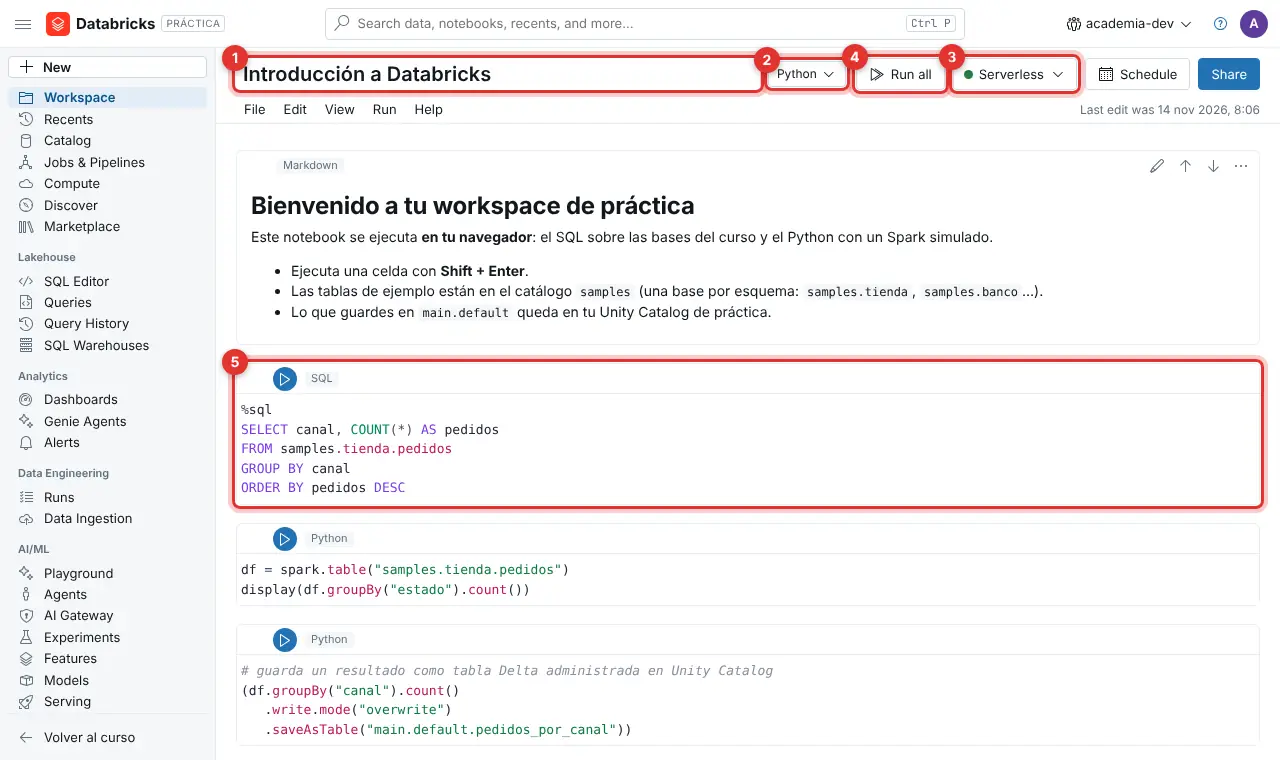 Databricks PRÁCTICA
Search data, notebooks, recents, and more... Ctrl P
academia-dev ? A
New
Workspace
Recents
Catalog
Jobs & Pipelines
Compute
Discover
Marketplace
Lakehouse
SQL Editor
Queries
Query History
SQL Warehouses
Analytics
Dashboards
Genie Agents
Alerts
Data Engineering
Runs
Data Ingestion
AI/ML
Playground
Agents
AI Gateway
Experiments
Features
Models
Serving
Volver al curso
1 Introducción a Databricks 2 Python 4 Run all 3 Serverless Schedule Share
File Edit View Run Help Last edit was 14 nov 2026, 8:06
Markdown
Bienvenido a tu workspace de práctica
Este notebook se ejecuta en tu navegador: el SQL sobre las bases del curso y el Python con un Spark simulado.
• Ejecuta una celda con Shift + Enter.
• Las tablas de ejemplo están en el catálogo samples (una base por esquema: samples.tienda, samples.banco ...).
• Lo que guardes en main.default queda en tu Unity Catalog de práctica.
5
SQL
%sql
SELECT canal, COUNT(*) AS pedidos
FROM samples.tienda.pedidos
GROUP BY canal
ORDER BY pedidos DESC
Python
df = spark.table("samples.tienda.pedidos")
display(df.groupBy("estado").count())
Python
# guarda un resultado como tabla Delta administrada en Unity Catalog
(df.groupBy("canal").count()
.write.mode("overwrite")
.saveAsTable("main.default.pedidos_por_canal"))